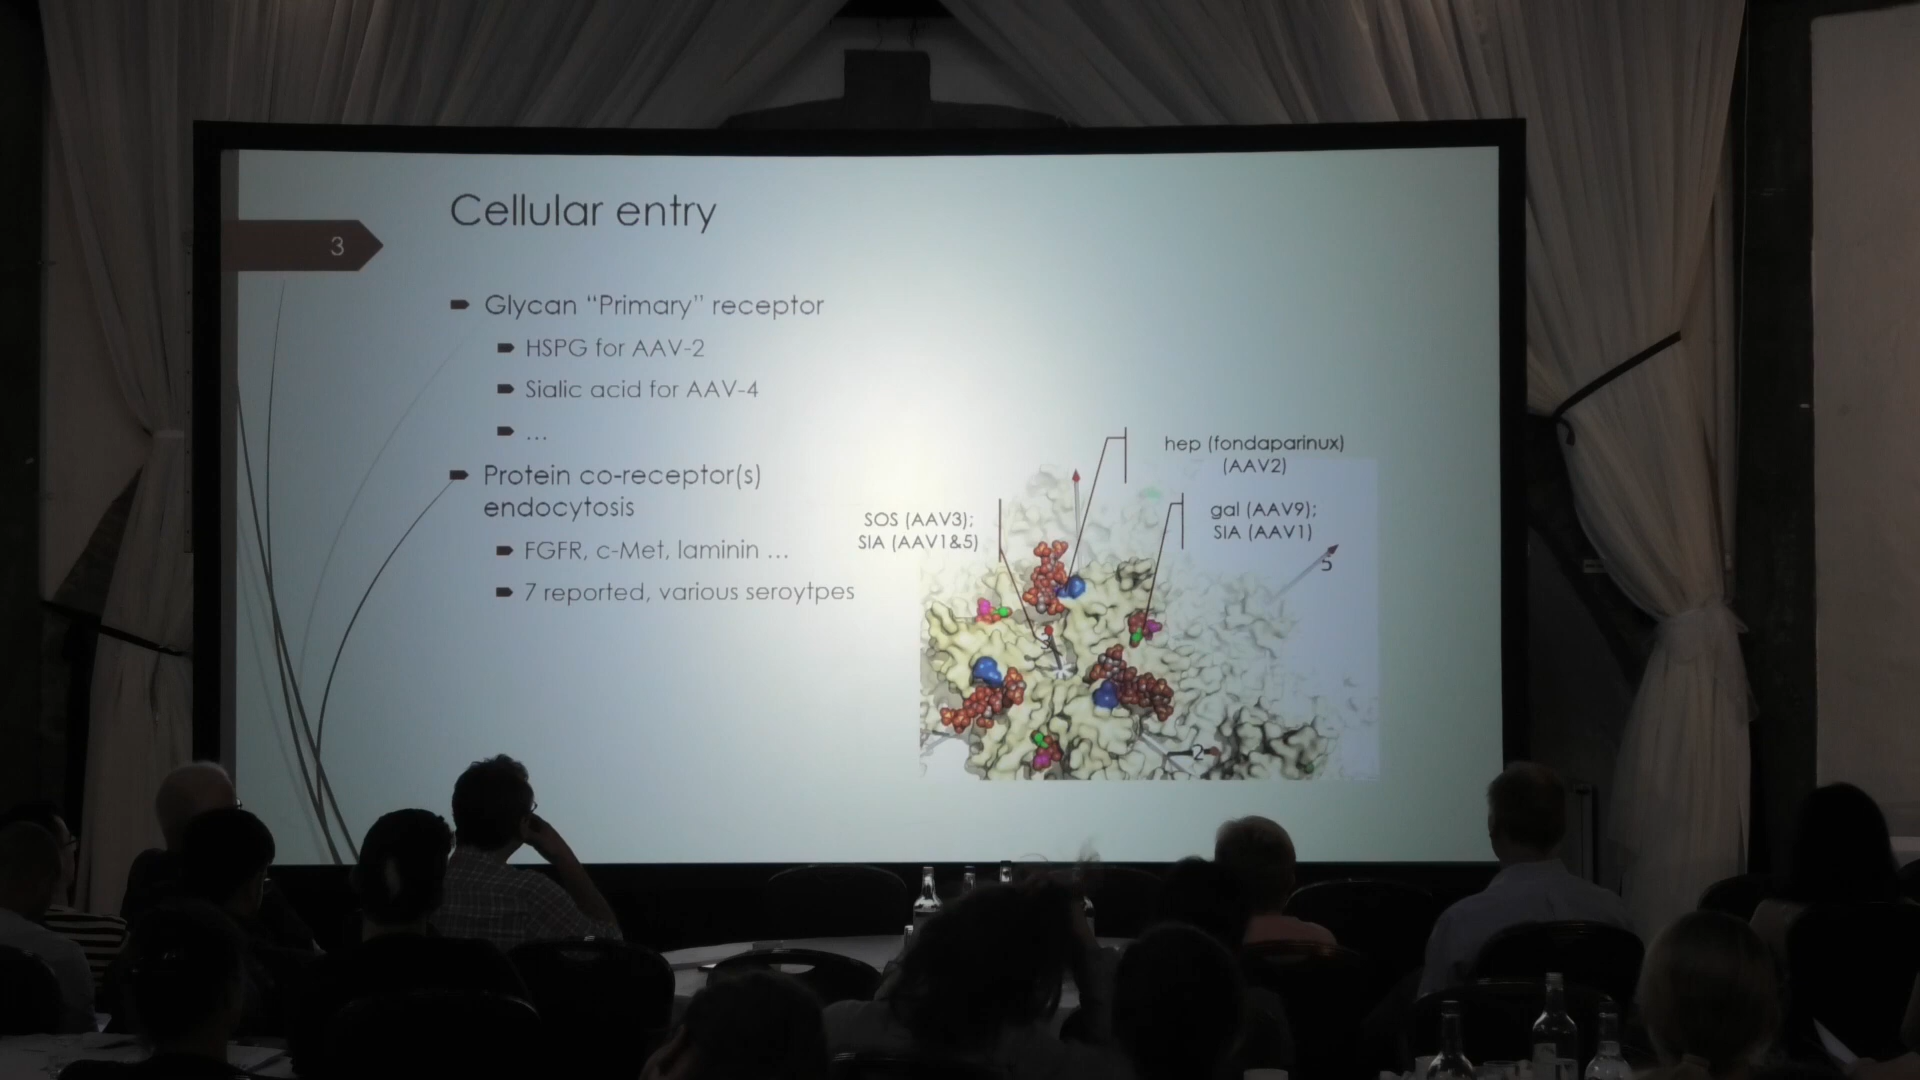 3
Cellular entry
Glycan “Primary” receptor
HSPG for AAV-2
Sialic acid for AAV-4
...
Protein co-receptor(s)
endocytosis
FGFR, c-Met, laminin ...
7 reported, various seroytpes
hep (fondaparinux)
(AAV2)
SOS (AAV3);
SIA (AAV1&5)
gal (AAV9);
SIA (AAV1)
5
3
2